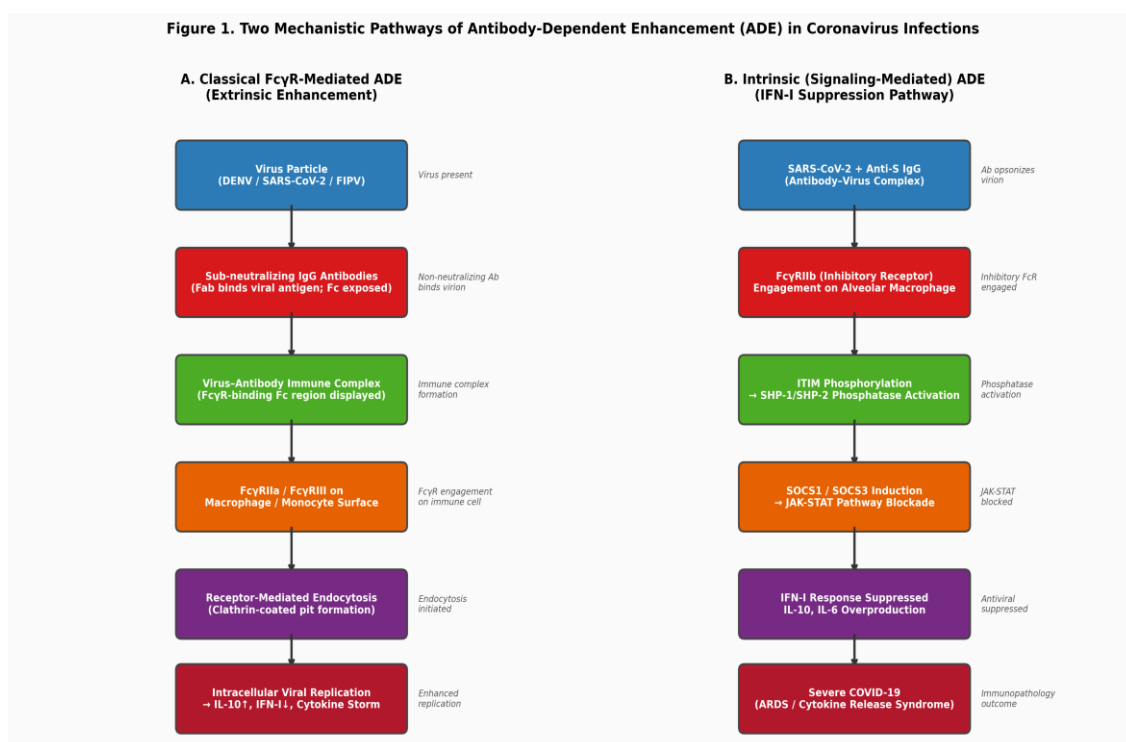 Figure 1. Two Mechanistic Pathways of Antibody-Dependent Enhancement (ADE) in Coronavirus Infections
A. Classical FcγR-Mediated ADE
(Extrinsic Enhancement)
Virus Particle
(DENV / SARS-CoV-2 / FIPV)
Virus present
Sub-neutralizing IgG Antibodies
(Fab binds viral antigen; Fc exposed)
Non-neutralizing Ab
binds virion
Virus–Antibody Immune Complex
(FcγR-binding Fc region displayed)
Immune complex
formation
FcγRIIa / FcγRIII on
Macrophage / Monocyte Surface
FcγR engagement
on immune cell
Receptor-Mediated Endocytosis
(Clathrin-coated pit formation)
Endocytosis
initiated
Intracellular Viral Replication
→ IL-10↑, IFN-I↓, Cytokine Storm
Enhanced
replication
B. Intrinsic (Signaling-Mediated) ADE
(IFN-I Suppression Pathway)
SARS-CoV-2 + Anti-S IgG
(Antibody–Virus Complex)
Ab opsonizes
virion
FcγRIIb (Inhibitory Receptor)
Engagement on Alveolar Macrophage
Inhibitory FcR
engaged
ITIM Phosphorylation
→ SHP-1/SHP-2 Phosphatase Activation
Phosphatase
activation
SOCS1 / SOCS3 Induction
→ JAK-STAT Pathway Blockade
JAK-STAT
blocked
IFN-I Response Suppressed
IL-10, IL-6 Overproduction
Antiviral
suppressed
Severe COVID-19
(ARDS / Cytokine Release Syndrome)
Immunopathology
outcome